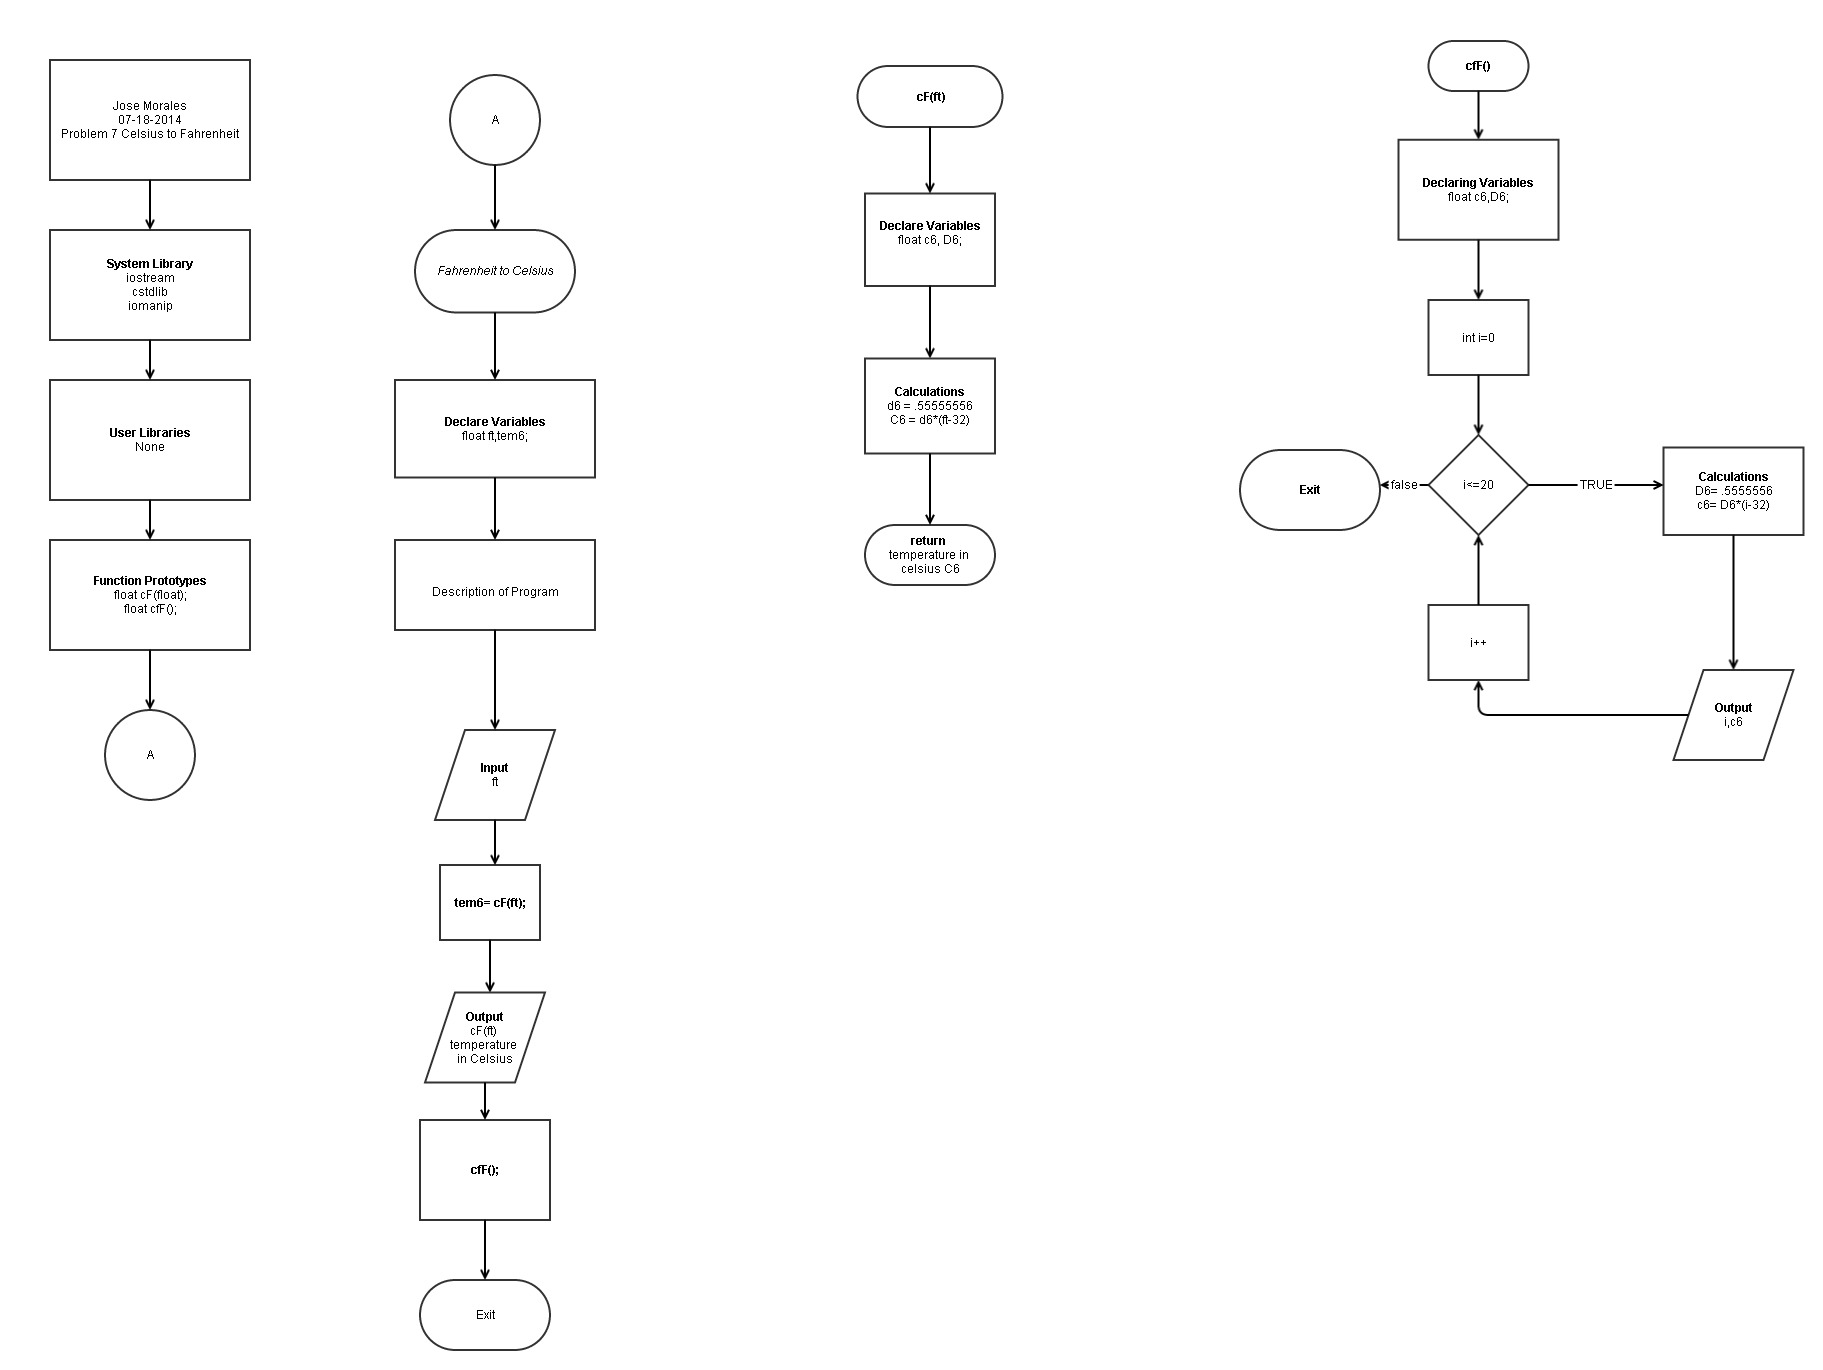 Jose Morales
07-18-2014
Problem 7 Celsius to Fahrenheit
System Library
iostream
cstdlib
iomanip
User Libraries
None
Function Prototypes
float cF(float);
float cfF();
A
A
Fahrenheit to Celsius
Declare Variables
float ft,tem6;
Description of Program
Input
ft
tem6= cF(ft);
Output
cF(ft)
temperature
in Celsius
cfF();
Exit
cF(ft)
Declare Variables
float c6, D6;
Calculations
d6 = .55555556
C6 = d6*(ft-32)
return
temperature in
celsius C6
cfF()
Declaring Variables
float c6,D6;
int i=0
i<=20
false
Exit
TRUE
Calculations
D6= .5555556
c6= D6*(i-32)
Output
i,c6
i++